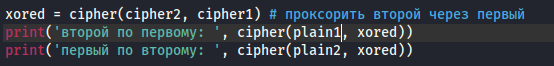 xored = cipher(cipher2, cipher1) # проксорить второй через первый
print('второй по первому: ', cipher(plain1, xored))
print('первый по второму: ', cipher(plain2, xored))